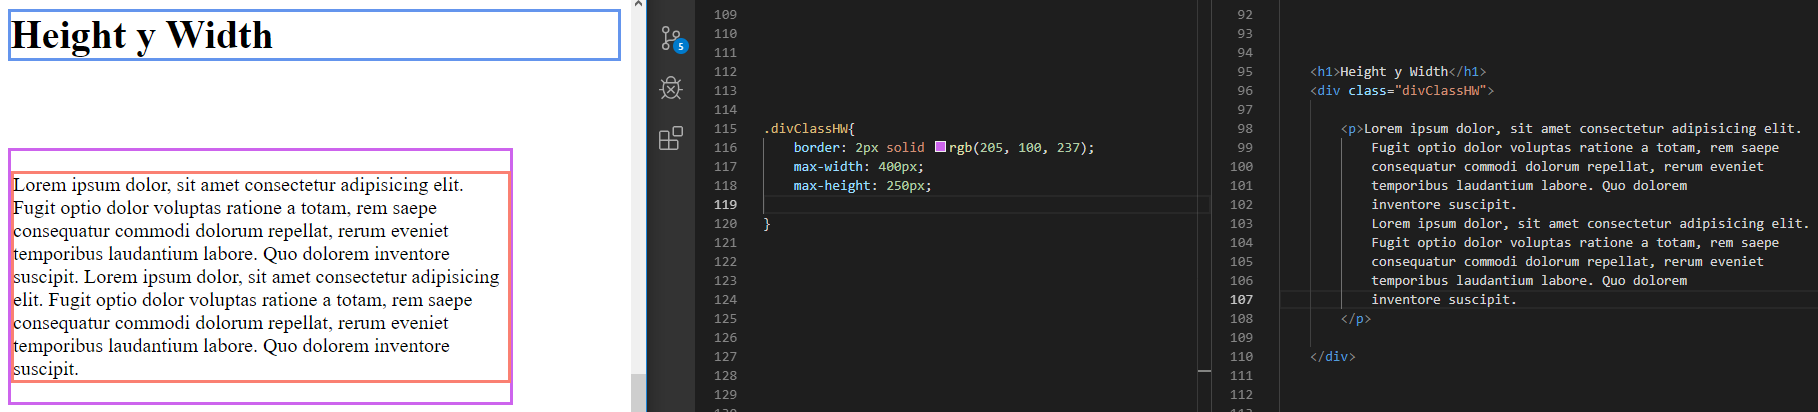 Height y Width
Lorem ipsum dolor, sit amet consectetur adipisicing elit.
Fugit optio dolor voluptas ratione a totam, rem saepe
consequatur commodi dolorum repellat, rerum eveniet
temporibus laudantium labore. Quo dolorem inventore
suscipit. Lorem ipsum dolor, sit amet consectetur adipisicing
elit. Fugit optio dolor voluptas ratione a totam, rem saepe
consequatur commodi dolorum repellat, rerum eveniet
temporibus laudantium labore. Quo dolorem inventore
suscipit.
5
109
110
111
112
113
114
115 .divClassHW{
116 border: 2px solid rgb(205, 100, 237);
117 max-width: 400px;
118 max-height: 250px;
119
120 }
121
122
123
124
125
126
127
128
129
92
93
94
95 <h1>Height y Width</h1>
96 <div class="divClassHW">
97
98 <p>Lorem ipsum dolor, sit amet consectetur adipisicing elit.
99 Fugit optio dolor voluptas ratione a totam, rem saepe
100 consequatur commodi dolorum repellat, rerum eveniet
101 temporibus laudantium labore. Quo dolorem
102 inventore suscipit.
103 Lorem ipsum dolor, sit amet consectetur adipisicing elit.
104 Fugit optio dolor voluptas ratione a totam, rem saepe
105 consequatur commodi dolorum repellat, rerum eveniet
106 temporibus laudantium labore. Quo dolorem
107 inventore suscipit.
108 </p>
109
110 </div>
111
112